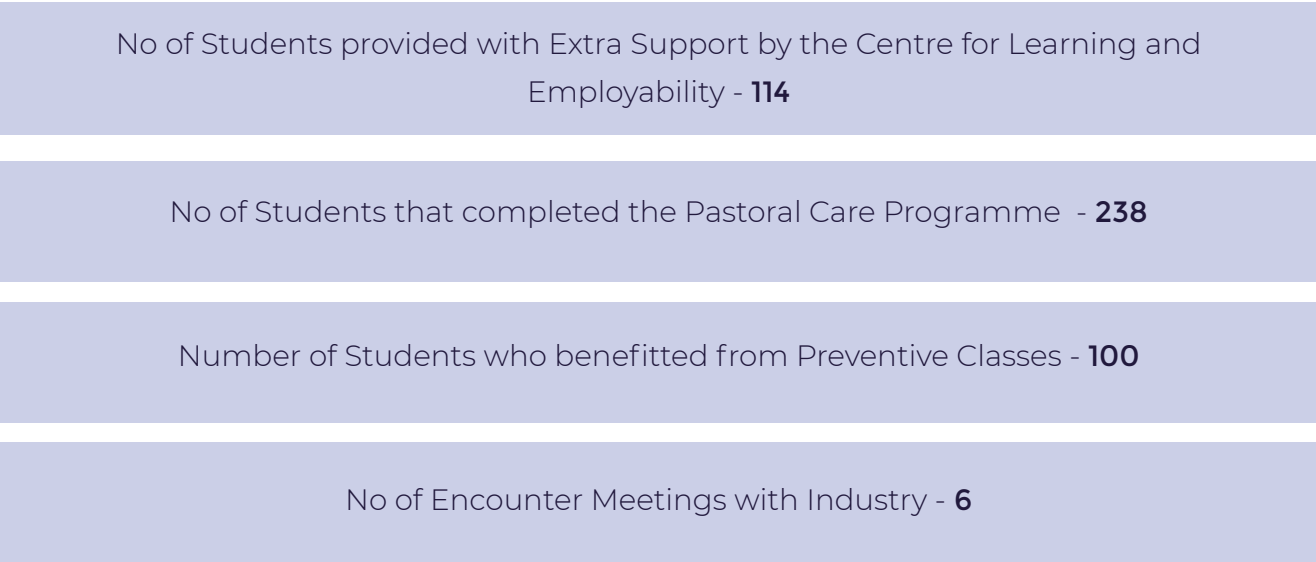 No of Students provided with Extra Support by the Centre for Learning and
Employability - 114
No of Students that completed the Pastoral Care Programme  - 238
Number of Students who benefitted from Preventive Classes - 100
No of Encounter Meetings with Industry - 6